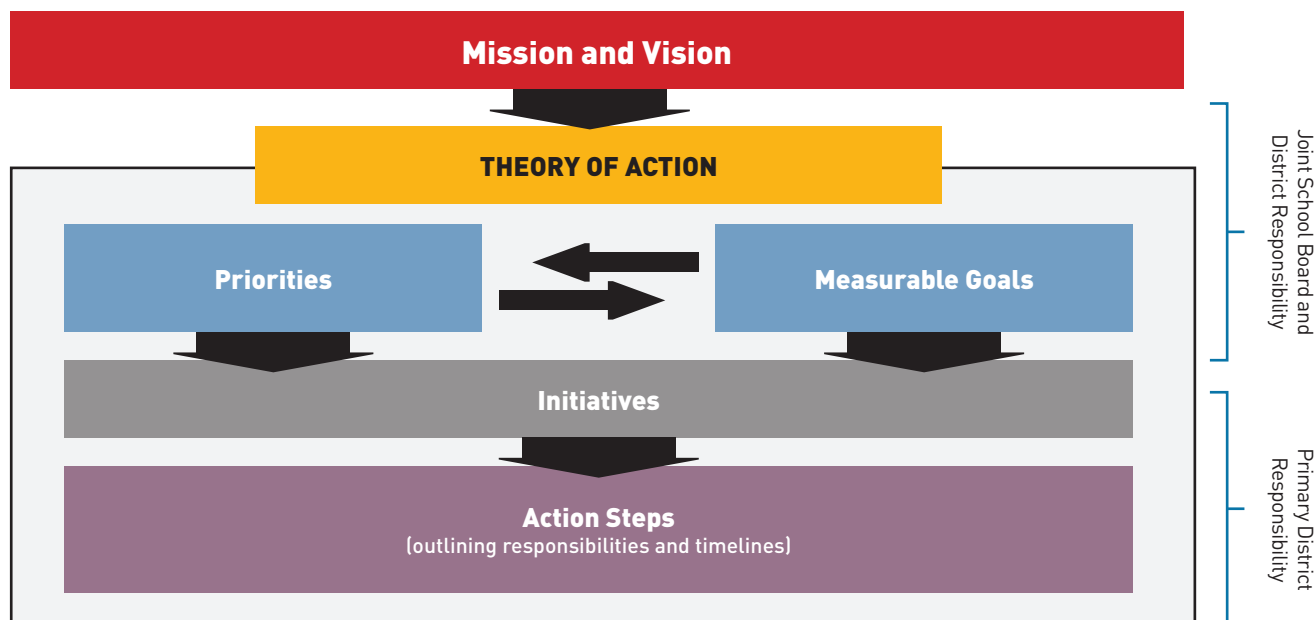 Mission and Vision
THEORY OF ACTION
Priorities
Measurable Goals
Initiatives
Action Steps
(outlining responsibilities and timelines)
Joint School Board and
District Responsibility
Primary District
Responsibility